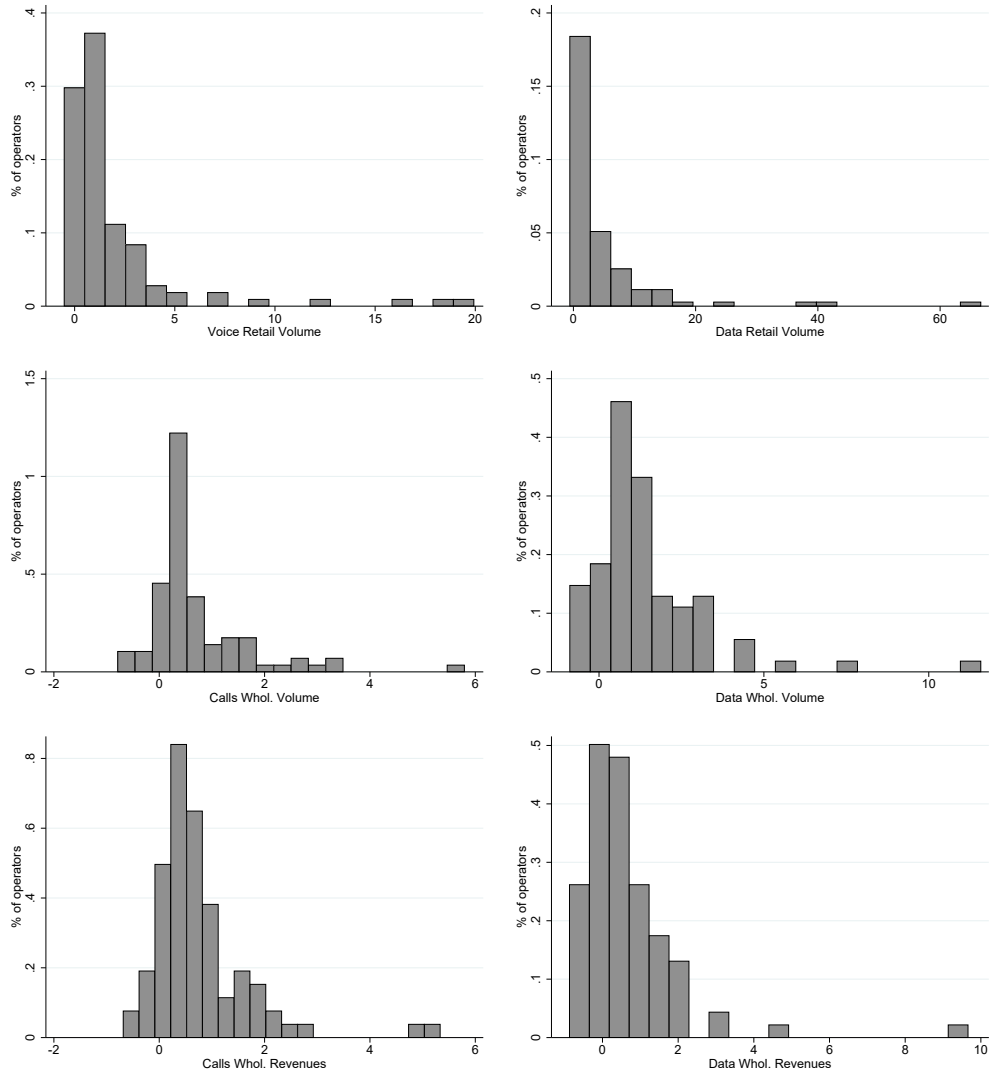 % of operators
0 .1 .2 .3 .4
0 5 10 15 20
Voice Retail Volume
% of operators
0 .05 .1 .15 .2
0 20 40 60
Data Retail Volume
% of operators
0 .5 1 1.5
-2 0 2 4 6
Calls Whol. Volume
% of operators
0 .1 .2 .3 .4 .5
0 5 10
Data Whol. Volume
% of operators
0 .2 .4 .6 .8
-2 0 2 4 6
Calls Whol. Revenues
% of operators
0 .1 .2 .3 .4 .5
0 2 4 6 8 10
Data Whol. Revenues